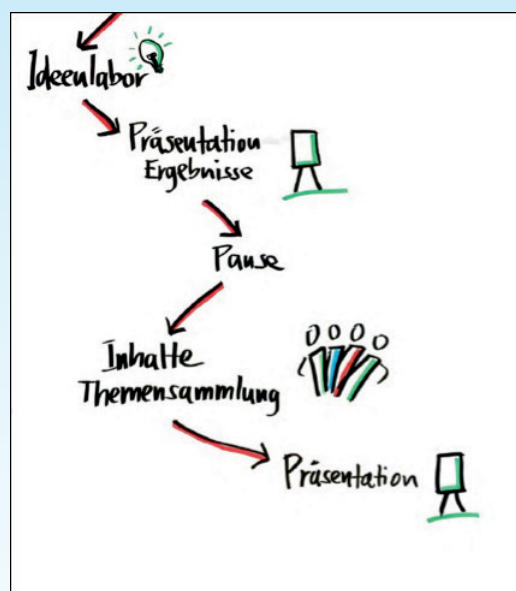 Ideenlabor
Präsentation
Ergebnisse
Pause
Inhalte
Themensammlung
Präsentation